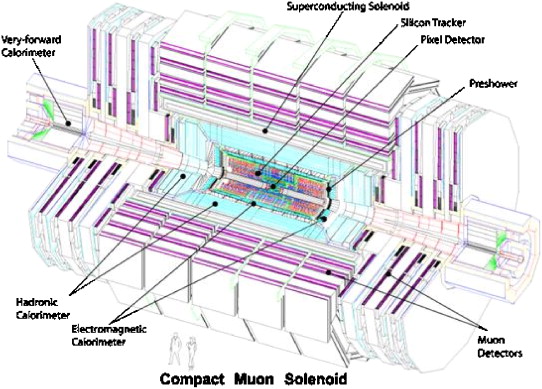 Superconducting Solenoid
Silicon Tracker
Pixel Detector
Very-forward
Calorimeter
Preshower
Hadronic
Calorimeter
Electromagnetic
Calorimeter
Muon
Detectors
Compact Muon Solenoid